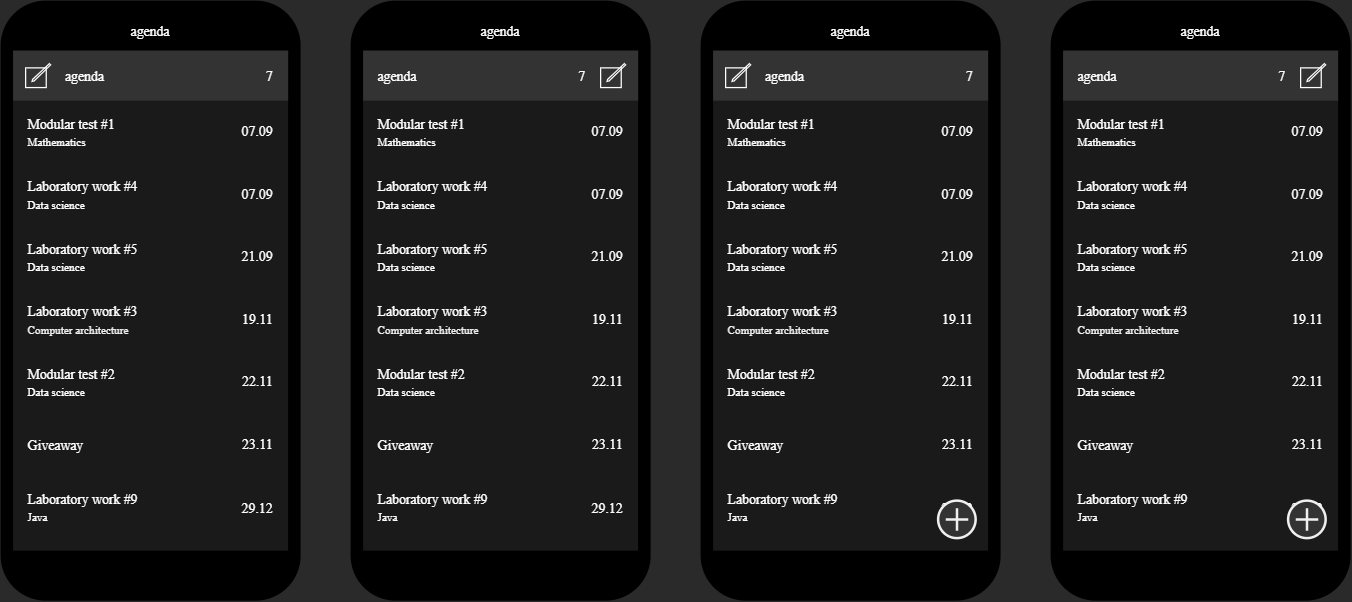 agenda
agenda 7
Modular test #1
Mathematics
07.09
Laboratory work #4
Data science
07.09
Laboratory work #5
Data science
21.09
Laboratory work #3
Computer architecture
19.11
Modular test #2
Data science
22.11
Giveaway
23.11
Laboratory work #9
Java
29.12
agenda
agenda 7
Modular test #1
Mathematics
07.09
Laboratory work #4
Data science
07.09
Laboratory work #5
Data science
21.09
Laboratory work #3
Computer architecture
19.11
Modular test #2
Data science
22.11
Giveaway
23.11
Laboratory work #9
Java
29.12
agenda
agenda 7
Modular test #1
Mathematics
07.09
Laboratory work #4
Data science
07.09
Laboratory work #5
Data science
21.09
Laboratory work #3
Computer architecture
19.11
Modular test #2
Data science
22.11
Giveaway
23.11
Laboratory work #9
Java
agenda
agenda 7
Modular test #1
Mathematics
07.09
Laboratory work #4
Data science
07.09
Laboratory work #5
Data science
21.09
Laboratory work #3
Computer architecture
19.11
Modular test #2
Data science
22.11
Giveaway
23.11
Laboratory work #9
Java